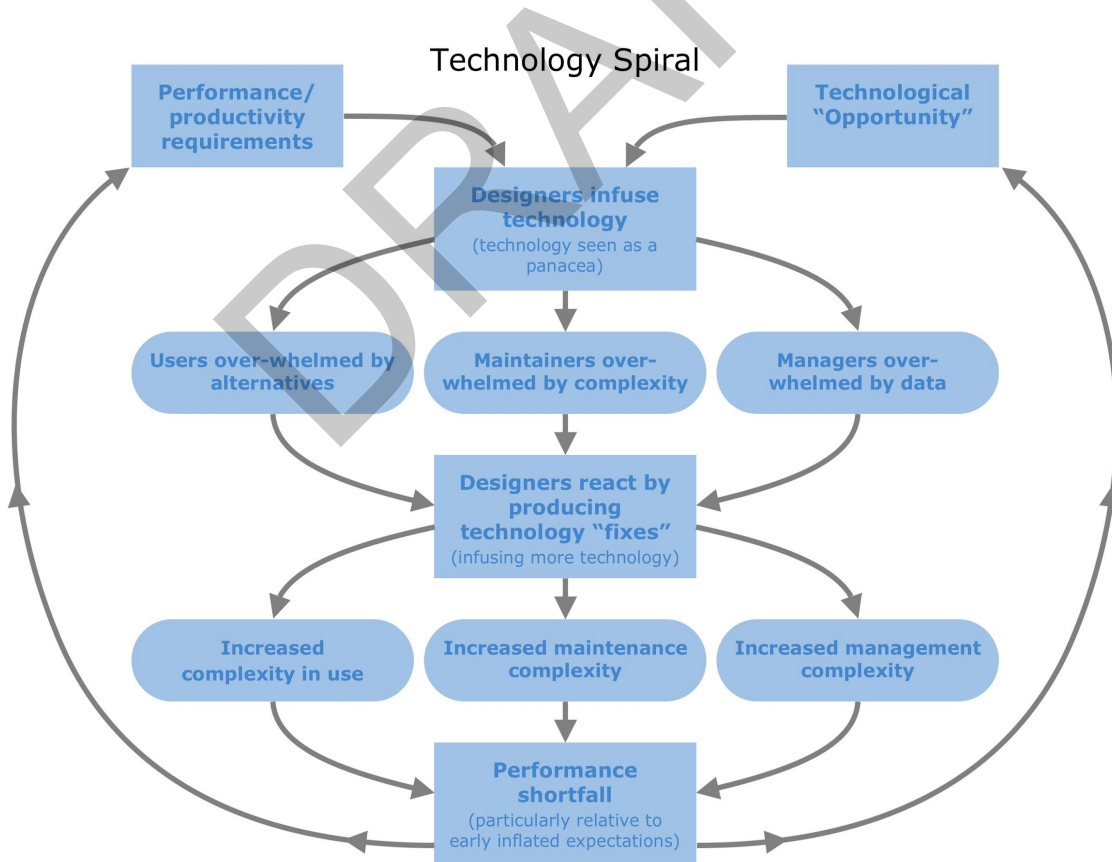 Technology Spiral
Performance/
productivity
requirements
Technological
“Opportunity”
Designers infuse
technology
(technology seen as a
panacea)
Users over-whelmed by
alternatives
Maintainers over-
whelmed by complexity
Managers over-
whelmed by data
Designers react by
producing
technology “fixes”
(infusing more technology)
Increased
complexity in use
Increased maintenance
complexity
Increased management
complexity
Performance
shortfall
(particularly relative to
early inflated expectations)